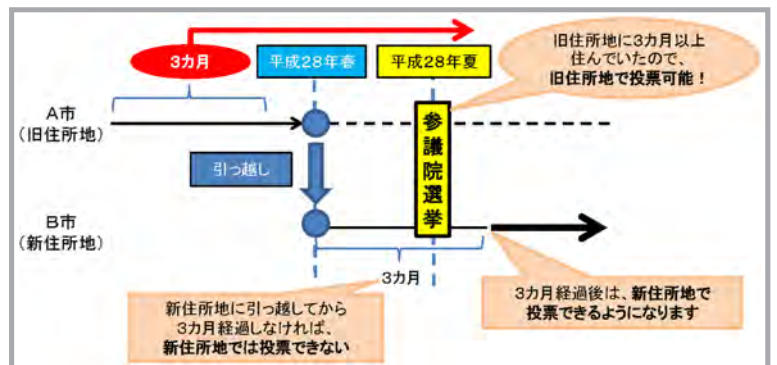 3カ月
平成28年春
平成28年夏
旧住所地に3カ月以上
住んでいたので、
旧住所地で投票可能！
A市
(旧住所地)
引っ越し
参議院選挙
B市
(新住所地)
3カ月
新住所地に引っ越してから
3カ月経過しなければ、
新住所地では投票できない
3カ月経過後は、新住所地で
投票できるようになります